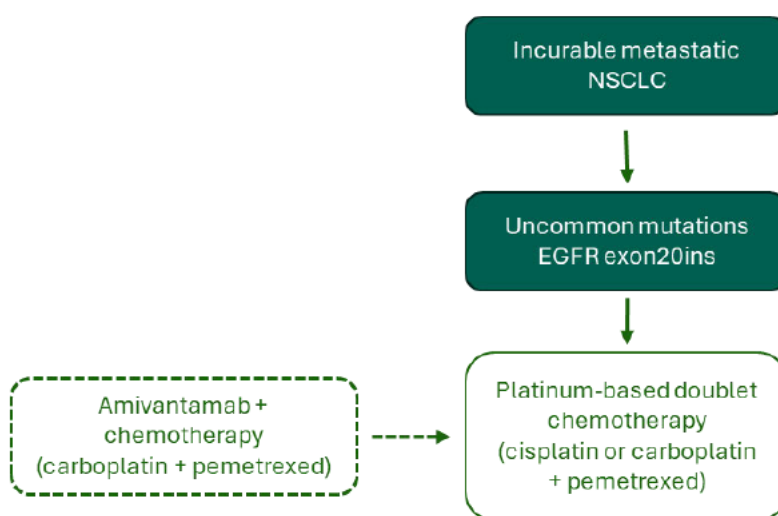 Incurable metastatic
NSCLC
Uncommon mutations
EGFR exon20ins
Amivantamab +
chemotherapy
(carboplatin + pemetrexed)
Platinum-based doublet
chemotherapy
(cisplatin or carboplatin
+ pemetrexed)